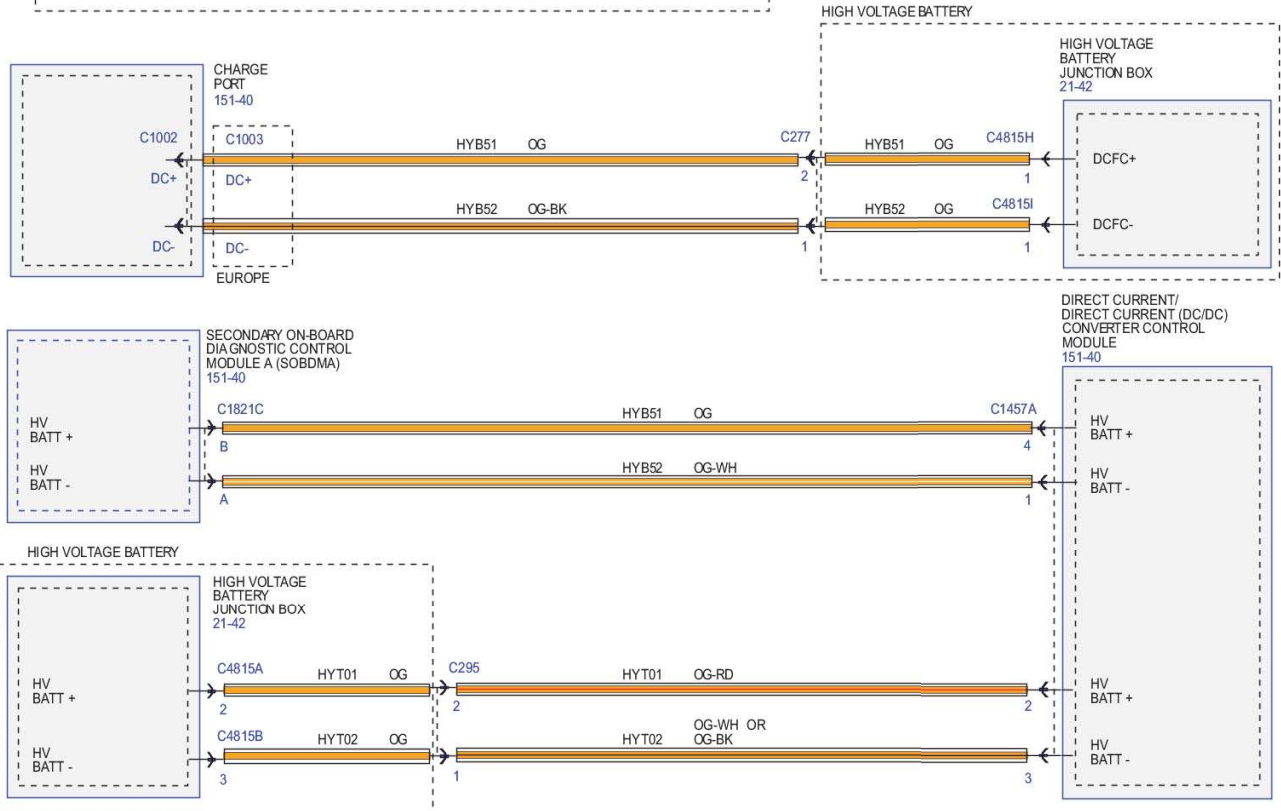 HIGH VOLTAGE BATTERY
HIGH VOLTAGE
BATTERY
JUNCTION BOX
21-42
CHARGE
PORT
151-40
C1002
C1003
HYB51 OG
C277
HYB51 OG
C4815H
DCFC+
DC+
DC+
2
1
HYB52 OG-BK
HYB52 OG
C4815I
DCFC-
DC-
DC-
1
1
EUROPE
DIRECT CURRENT/
DIRECT CURRENT (DC/DC)
CONVERTER CONTROL
MODULE
151-40
SECONDARY ON-BOARD
DIAGNOSTIC CONTROL
MODULE A (SOBDMA)
151-40
C1821C
HYB51 OG
C1457A
HV
BATT +
B
4
HV
BATT +
HYB52 OG-WH
HV
BATT -
A
1
HV
BATT -
HIGH VOLTAGE BATTERY
HIGH VOLTAGE
BATTERY
JUNCTION BOX
21-42
C4815A
HYT01 OG
C295
HYT01 OG-RD
HV
BATT +
2
2
2
HV
BATT +
C4815B
HYT02 OG
OG-WH OR
HYT02 OG-BK
HV
BATT -
3
1
3
HV
BATT -